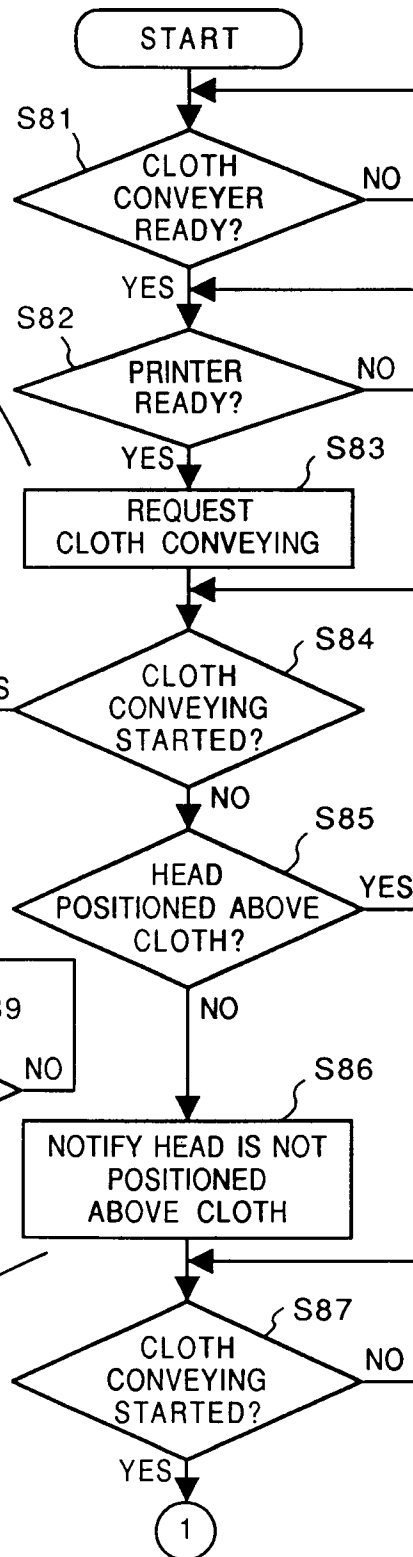 START
S81
CLOTH
CONVEYER
READY?
NO
YES
S82
PRINTER
READY?
NO
YES
S83
REQUEST
CLOTH CONVEYING
S84
CLOTH
CONVEYING
STARTED?
NO
S85
HEAD
POSITIONED ABOVE
CLOTH?
YES
NO
NO
S86
NOTIFY HEAD IS NOT
POSITIONED
ABOVE CLOTH
S87
CLOTH
CONVEYING
STARTED?
NO
YES
1